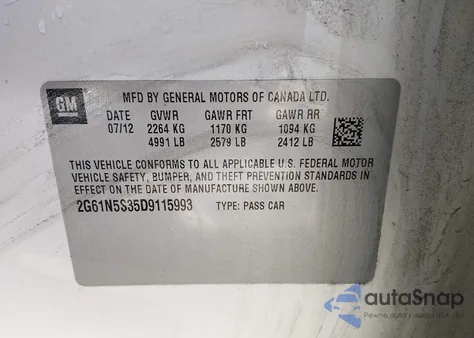 GM
MFD BY GENERAL MOTORS OF CANADA LTD.
DATE GVWR GAWR FRT GAWR RR
07/12 2264 KG 1170 KG 1094 KG
4991 LB 2579 LB 2412 LB
THIS VEHICLE CONFORMS TO ALL APPLICABLE U.S. FEDERAL MOTOR
VEHICLE SAFETY, BUMPER, AND THEFT PREVENTION STANDARDS IN
EFFECT ON THE DATE OF MANUFACTURE SHOWN ABOVE.
2G61N5S35D9115993 TYPE: PASS CAR
autoSnap